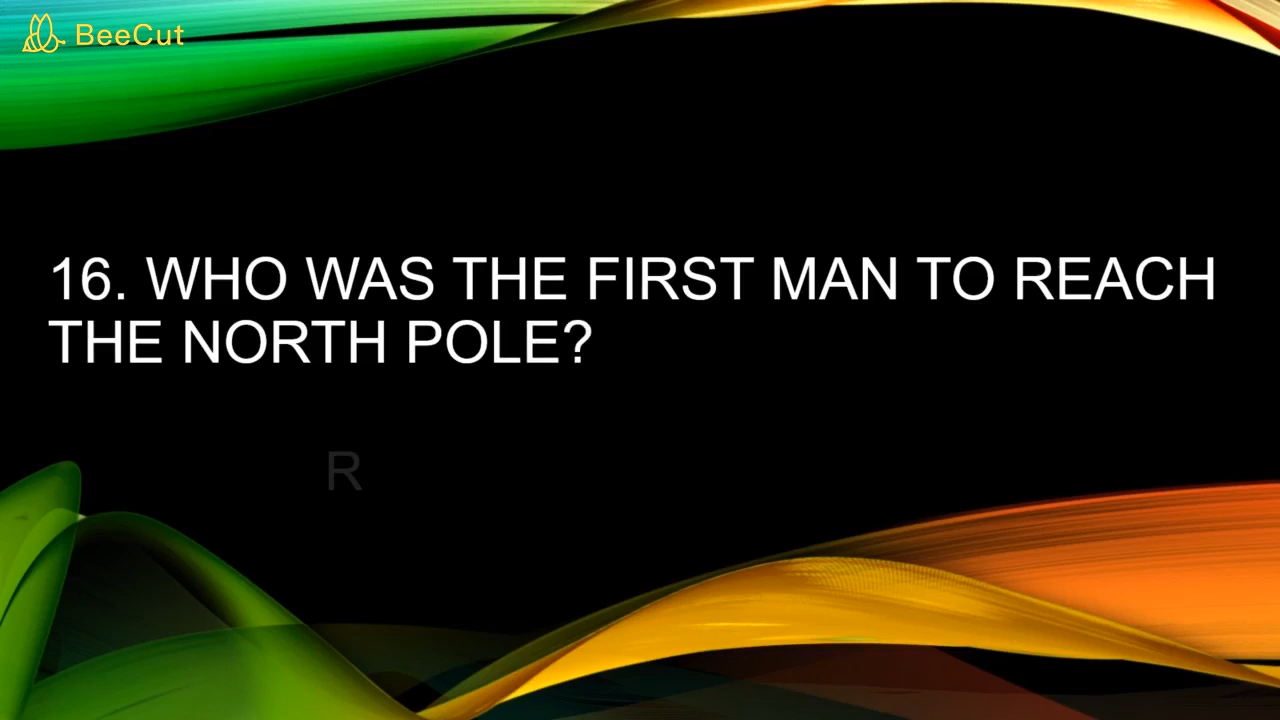 BeeCut
16. WHO WAS THE FIRST MAN TO REACH
THE NORTH POLE?
R